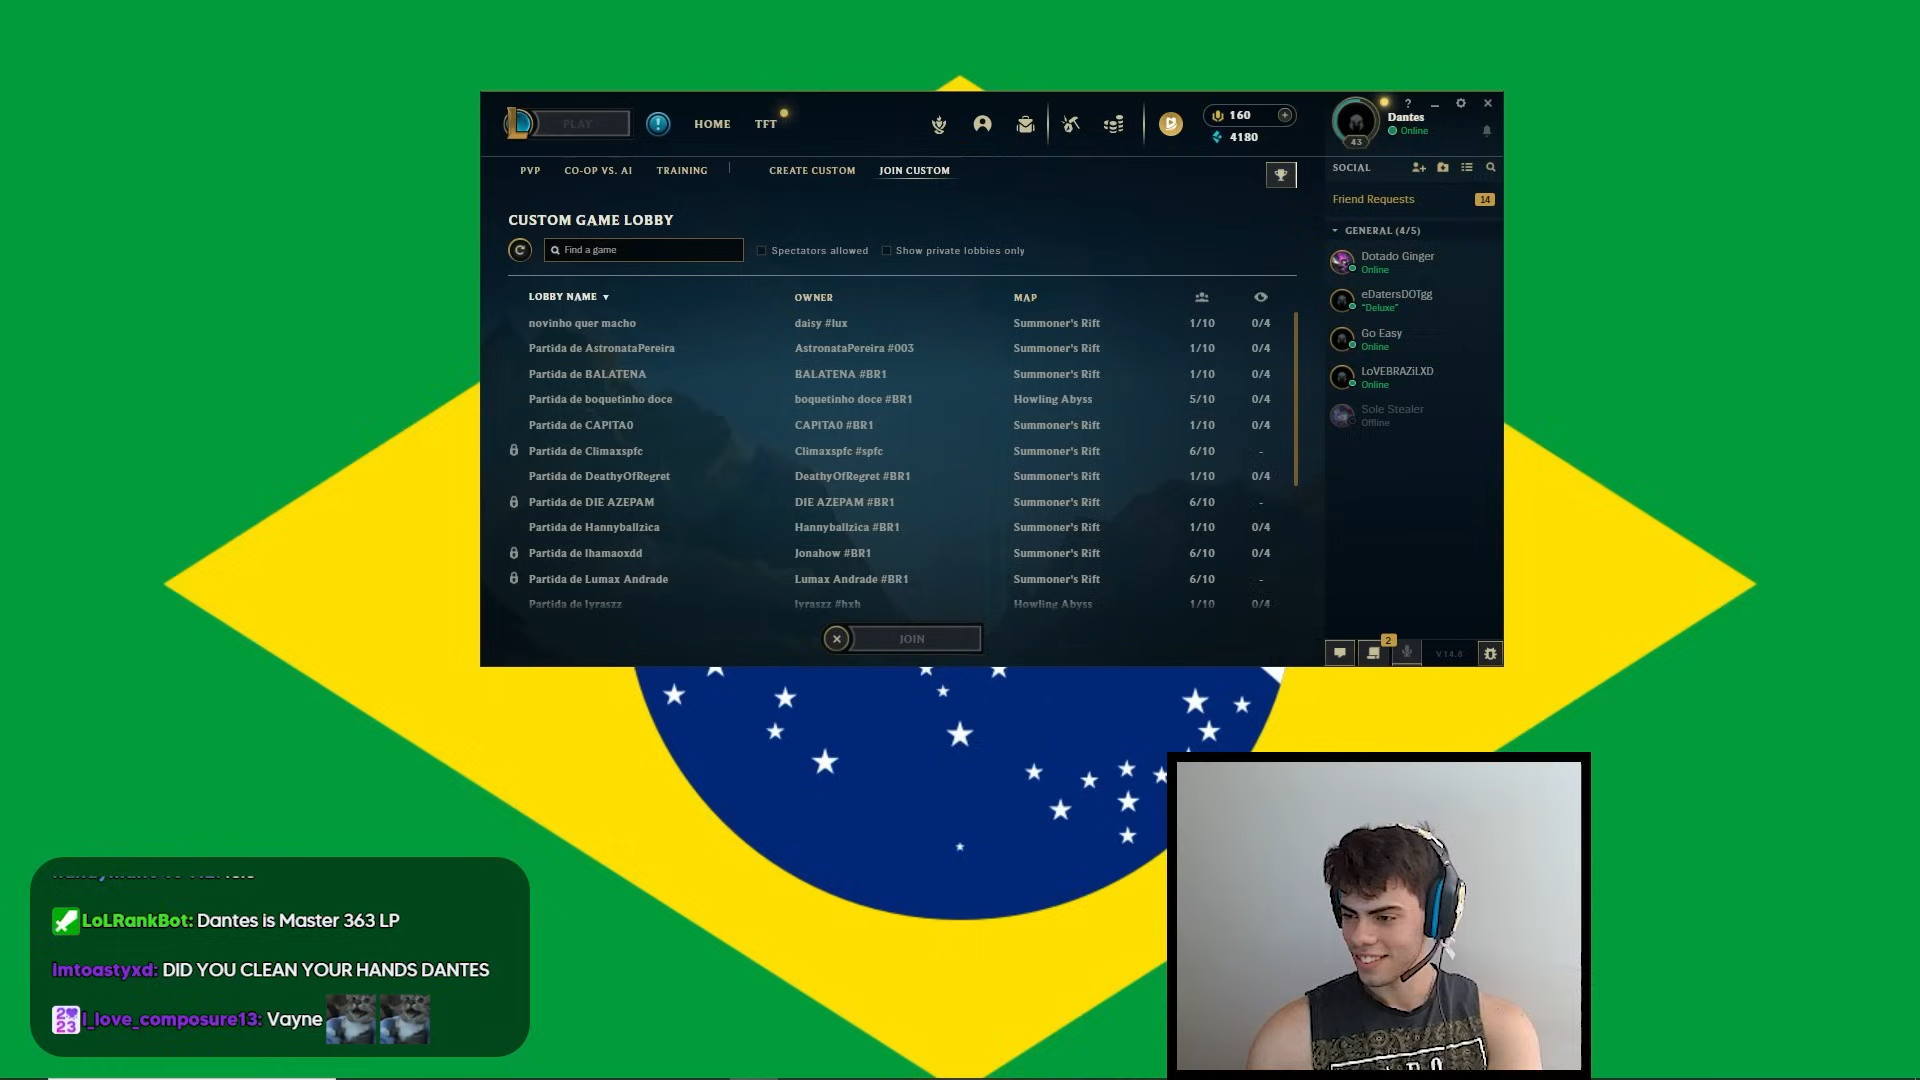 PLAY
HOME
TFT
160
4180
43
Dantes
Online
?
PVP
CO-OP VS. AI
TRAINING
CREATE CUSTOM
JOIN CUSTOM
SOCIAL
Friend Requests
14
CUSTOM GAME LOBBY
Find a game
Spectators allowed
Show private lobbies only
GENERAL (4/5)
Dotado Ginger
Online
eDatersDOTgg
"Deluxe"
Go Easy
Online
LoVEBRAZiLXD
Online
Sole Stealer
Offline
LOBBY NAME OWNER MAP
novinho quer macho daisy #lux Summoner's Rift 1/10 0/4
Partida de AstronataPereira AstronataPereira #003 Summoner's Rift 1/10 0/4
Partida de BALATENA BALATENA #BR1 Summoner's Rift 1/10 0/4
Partida de boquetinho doce boquetinho doce #BR1 Howling Abyss 5/10 0/4
Partida de CAPITA0 CAPITA0 #BR1 Summoner's Rift 1/10 0/4
Partida de Climaxspfc Climaxspfc #spfc Summoner's Rift 6/10 -
Partida de DeathyOfRegret DeathyOfRegret #BR1 Summoner's Rift 1/10 0/4
Partida de DIE AZEPAM DIE AZEPAM #BR1 Summoner's Rift 6/10 -
Partida de Hannyballzica Hannyballzica #BR1 Summoner's Rift 1/10 0/4
Partida de lhamaoxdd Jonahow #BR1 Summoner's Rift 6/10 0/4
Partida de Lumax Andrade Lumax Andrade #BR1 Summoner's Rift 6/10 -
Partida de lyraszz lyraszz #hxh Howling Abyss 1/10 0/4
JOIN
2
V14.8
LoLRankBot: Dantes is Master 363 LP
imtoastyxd: DID YOU CLEAN YOUR HANDS DANTES
2023
l_love_composure13: Vayne